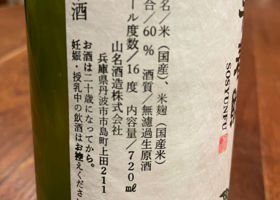 SOSYUNFU
名／米（国産）、米麹（国産米）
合／60％　酒質／無濾過生原酒
ール度数／16度　内容量／720㎖
山名酒造株式会社
兵庫県丹波市市島町上田211
お酒は二十歳になってから。
妊娠・授乳中の飲酒はお控えくださ
酒